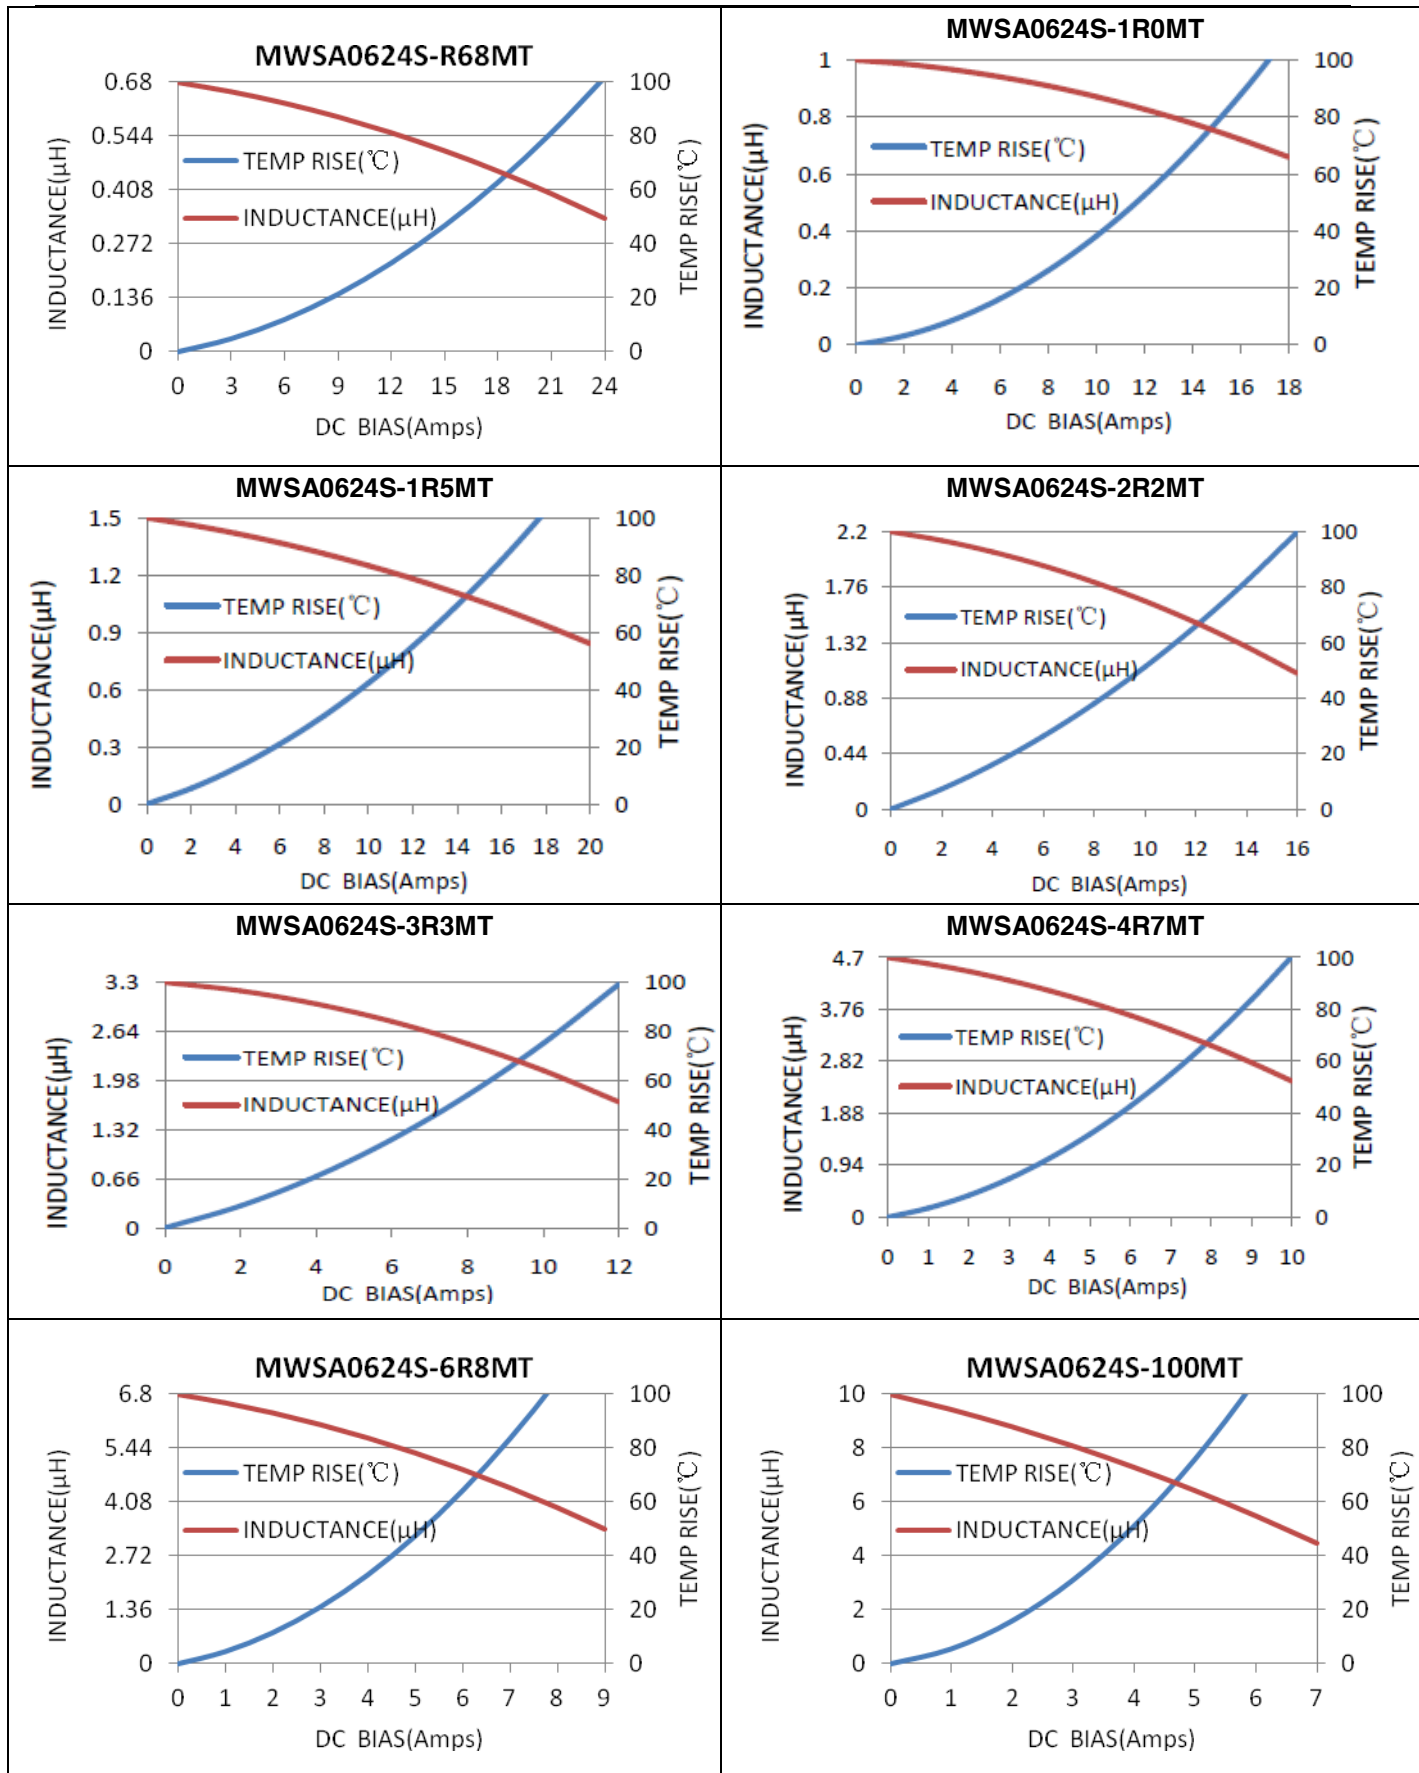 MWSA0624S-R68MT
0.68
0.544
0.408
0.272
0.136
0
100
80
60
40
20
0
INDUCTANCE(μH)
TEMP RISE(℃)
TEMP RISE(℃)
INDUCTANCE(μH)
0 3 6 9 12 15 18 21 24
DC BIAS(Amps)
MWSA0624S-1R0MT
1
0.8
0.6
0.4
0.2
0
100
80
60
40
20
0
INDUCTANCE(μH)
TEMP RISE(℃)
TEMP RISE(℃)
INDUCTANCE(μH)
0 2 4 6 8 10 12 14 16 18
DC BIAS(Amps)
MWSA0624S-1R5MT
1.5
1.2
0.9
0.6
0.3
0
100
80
60
40
20
0
INDUCTANCE(μH)
TEMP RISE(℃)
TEMP RISE(℃)
INDUCTANCE(μH)
0 2 4 6 8 10 12 14 16 18 20
DC BIAS(Amps)
MWSA0624S-2R2MT
2.2
1.76
1.32
0.88
0.44
0
100
80
60
40
20
0
INDUCTANCE(μH)
TEMP RISE(℃)
TEMP RISE(℃)
INDUCTANCE(μH)
0 2 4 6 8 10 12 14 16
DC BIAS(Amps)
MWSA0624S-3R3MT
3.3
2.64
1.98
1.32
0.66
0
100
80
60
40
20
0
INDUCTANCE(μH)
TEMP RISE(℃)
TEMP RISE(℃)
INDUCTANCE(μH)
0 2 4 6 8 10 12
DC BIAS(Amps)
MWSA0624S-4R7MT
4.7
3.76
2.82
1.88
0.94
0
100
80
60
40
20
0
INDUCTANCE(μH)
TEMP RISE(℃)
TEMP RISE(℃)
INDUCTANCE(μH)
0 1 2 3 4 5 6 7 8 9 10
DC BIAS(Amps)
MWSA0624S-6R8MT
6.8
5.44
4.08
2.72
1.36
0
100
80
60
40
20
0
INDUCTANCE(μH)
TEMP RISE(℃)
TEMP RISE(℃)
INDUCTANCE(μH)
0 1 2 3 4 5 6 7 8 9
DC BIAS(Amps)
MWSA0624S-100MT
10
8
6
4
2
0
100
80
60
40
20
0
INDUCTANCE(μH)
TEMP RISE(℃)
TEMP RISE(℃)
INDUCTANCE(μH)
0 1 2 3 4 5 6 7
DC BIAS(Amps)